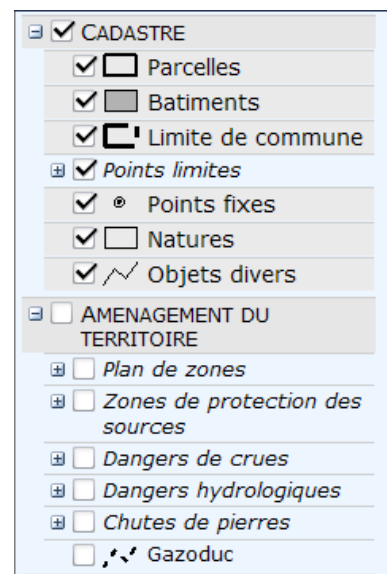 CADASTRE
Parcelles
Batiments
Limite de commune
Points limites
Points fixes
Natures
Objets divers
AMENAGEMENT DU
TERRITOIRE
Plan de zones
Zones de protection des
sources
Dangers de crues
Dangers hydrologiques
Chutes de pierres
Gazoduc